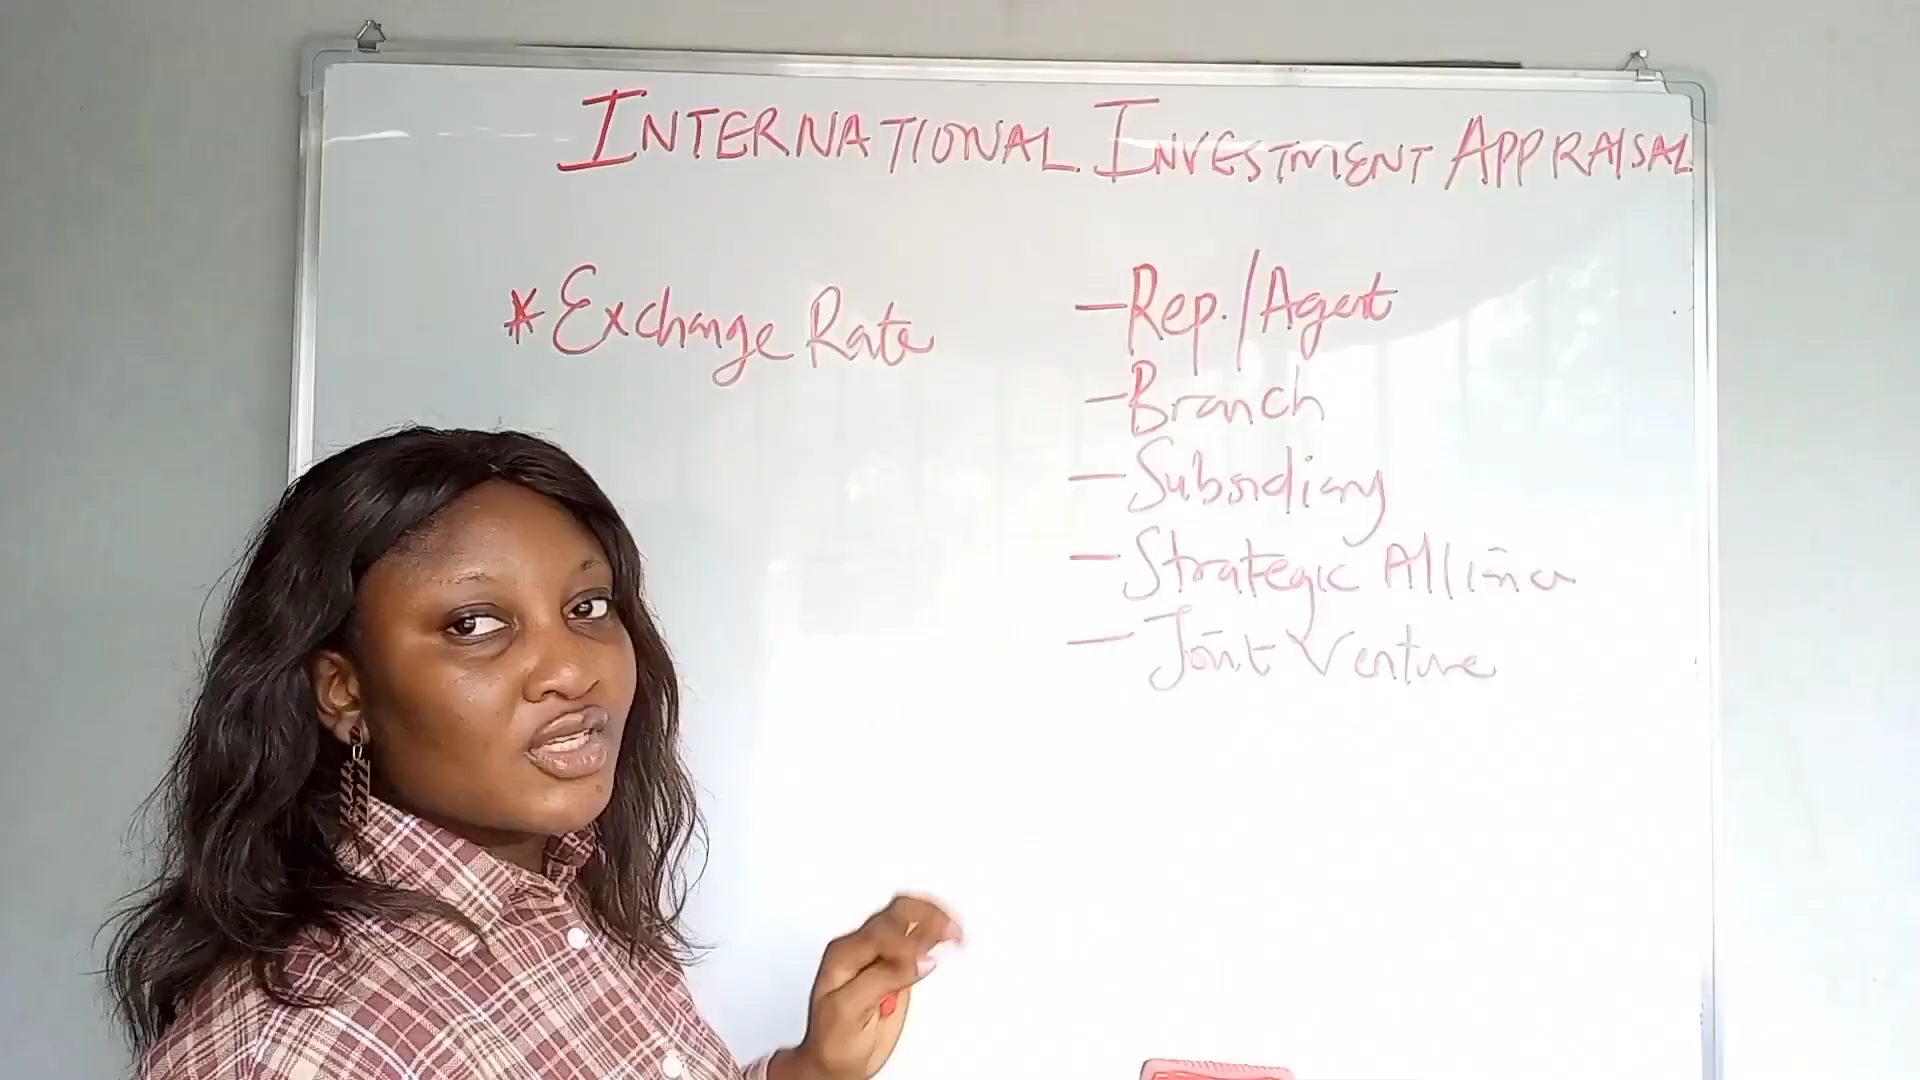 INTERNATIONAL INVESTMENT APPRAISAL
* Exchange Rate
- Rep./Agent
- Branch
- Subsidiary
- Strategic Alliance
- Joint Venture